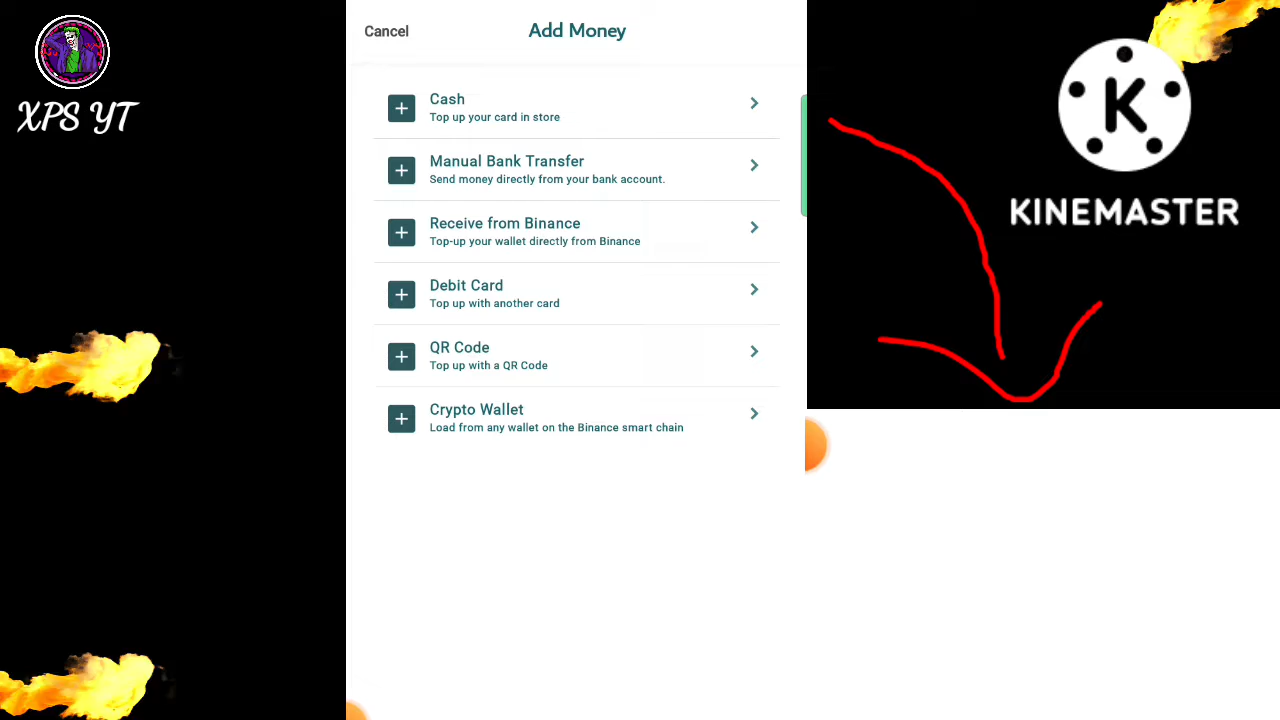 XPS YT
Cancel
Add Money
Cash
Top up your card in store
Manual Bank Transfer
Send money directly from your bank account.
Receive from Binance
Top-up your wallet directly from Binance
Debit Card
Top up with another card
QR Code
Top up with a QR Code
Crypto Wallet
Load from any wallet on the Binance smart chain
K
KINEMASTER